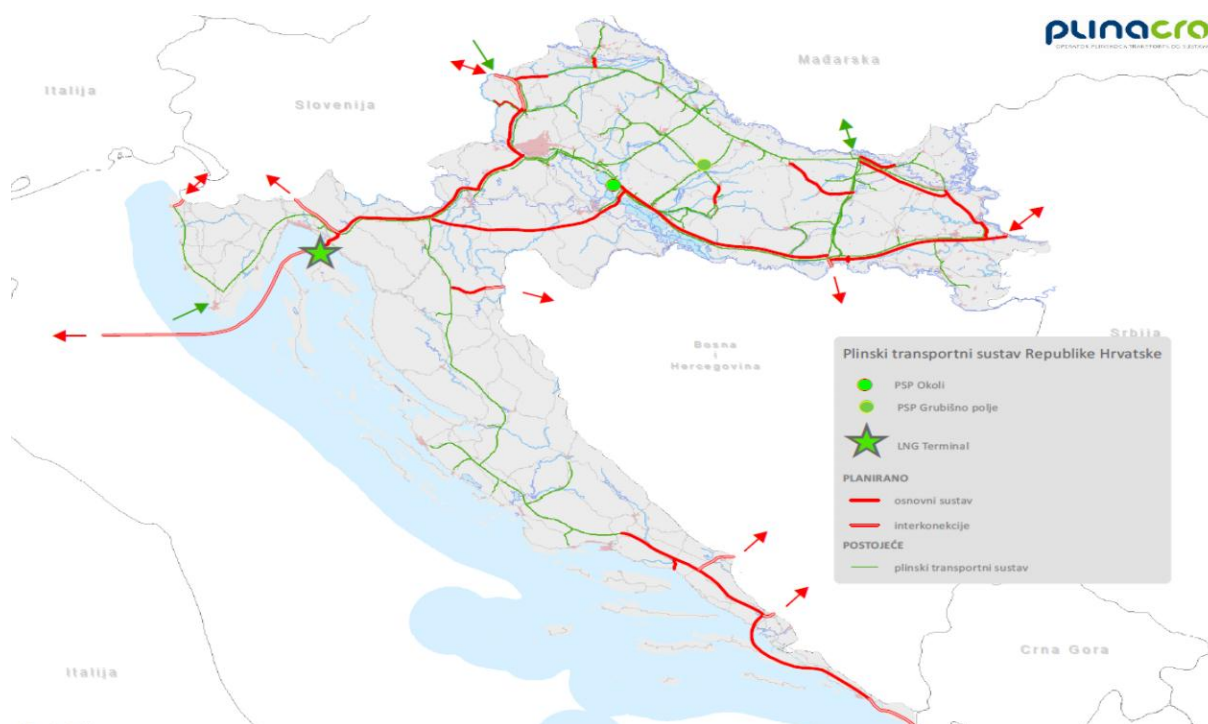 plinacro
OPERATOR PLINSKOGA TRANSPORTNOG SUSTAVA
Mađarska
Italija
Slovenija
Srbija
Bosna
i
Hercegovina
Plinski transportni sustav Republike Hrvatske
PSP Okoli
PSP Grubišno polje
LNG Terminal
PLANIRANO
osnovni sustav
interkonekcije
POSTOJEĆE
plinski transportni sustav
Crna Gora
Italija